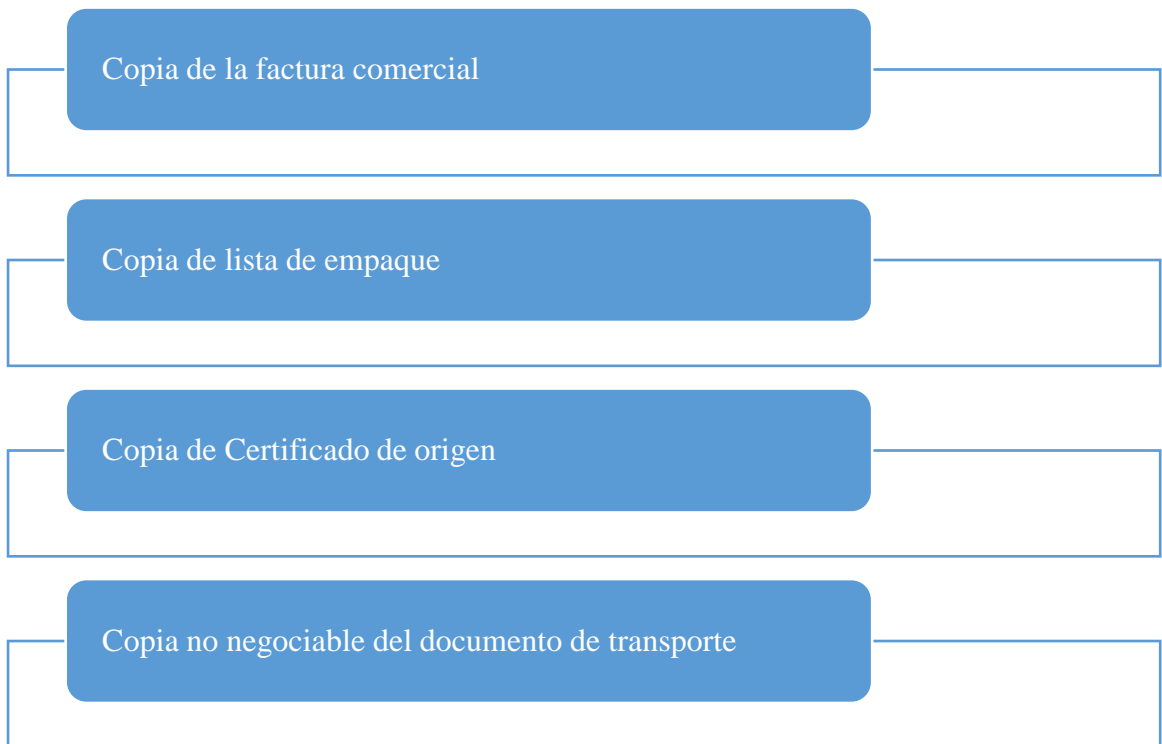 Copia de la factura comercial
Copia de lista de empaque
Copia de Certificado de origen
Copia no negociable del documento de transporte